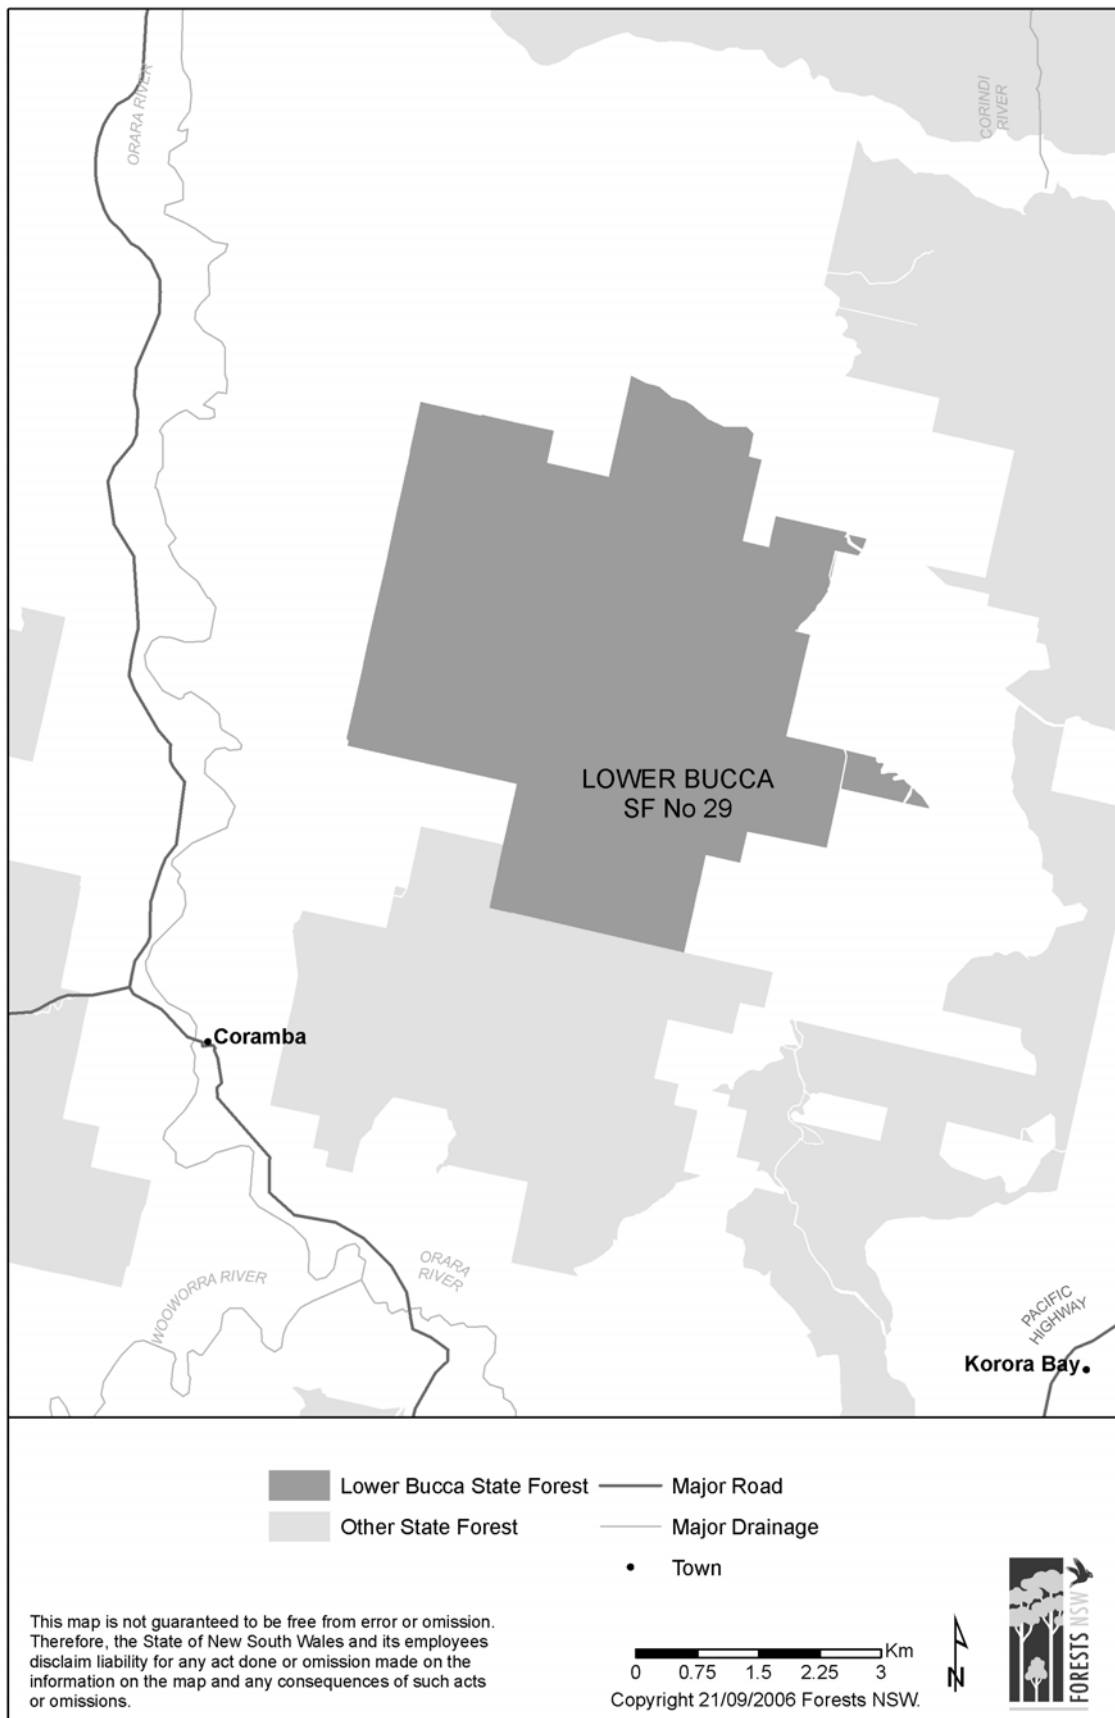 ORARA RIVER
CORINDI
RIVER
LOWER BUCCA
SF No 29
Coramba
ORARA
RIVER
WOOWORRA RIVER
PACIFIC
HIGHWAY
Korora Bay
Lower Bucca State Forest
Major Road
Other State Forest
Major Drainage
Town
This map is not guaranteed to be free from error or omission.
Therefore, the State of New South Wales and its employees
disclaim liability for any act done or omission made on the
information on the map and any consequences of such acts
or omissions.
Km
0 0.75 1.5 2.25 3
Copyright 21/09/2006 Forests NSW.
N
FORESTS NSW